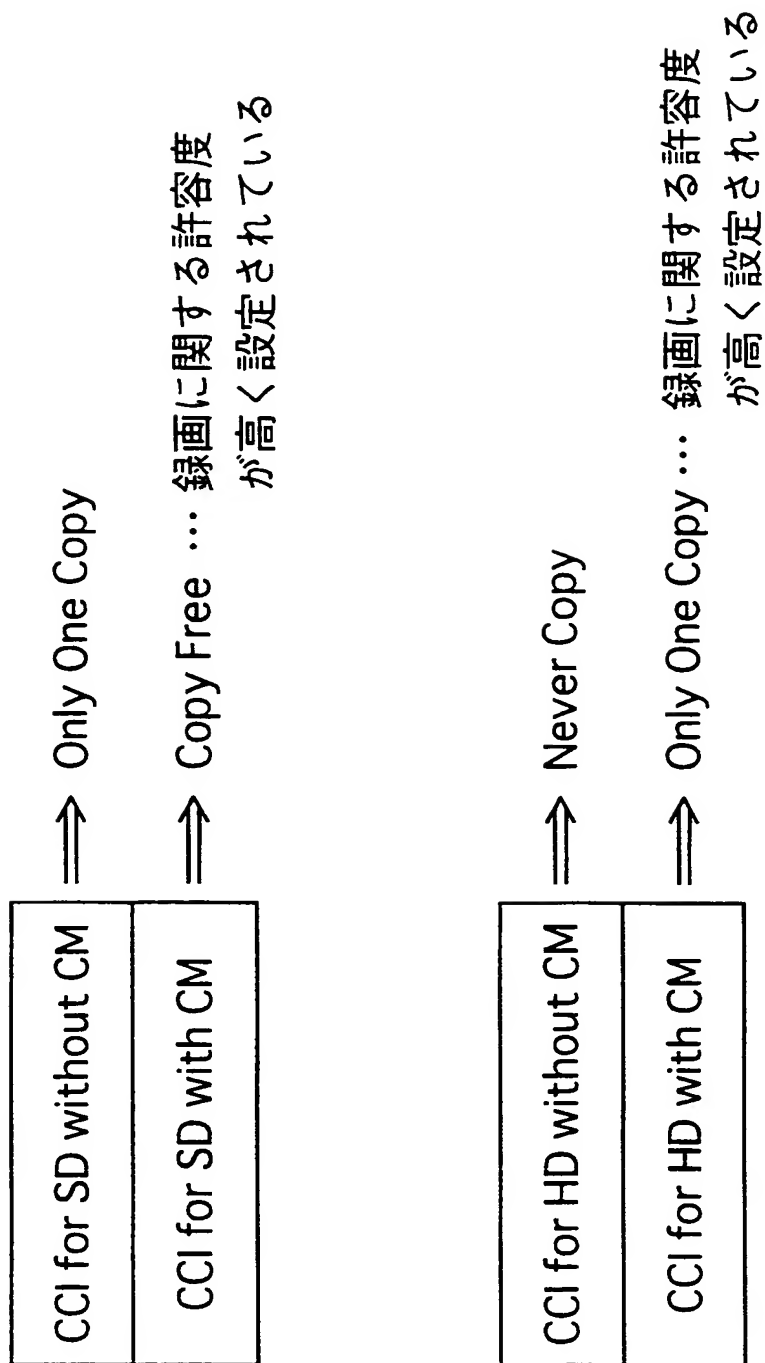 CCI for SD without CM ⇒ Only One Copy
CCI for SD with CM ⇒ Copy Free … 録画に関する許容度
が高く設定されている
CCI for HD without CM ⇒ Never Copy
CCI for HD with CM ⇒ Only One Copy … 録画に関する許容度
が高く設定されている